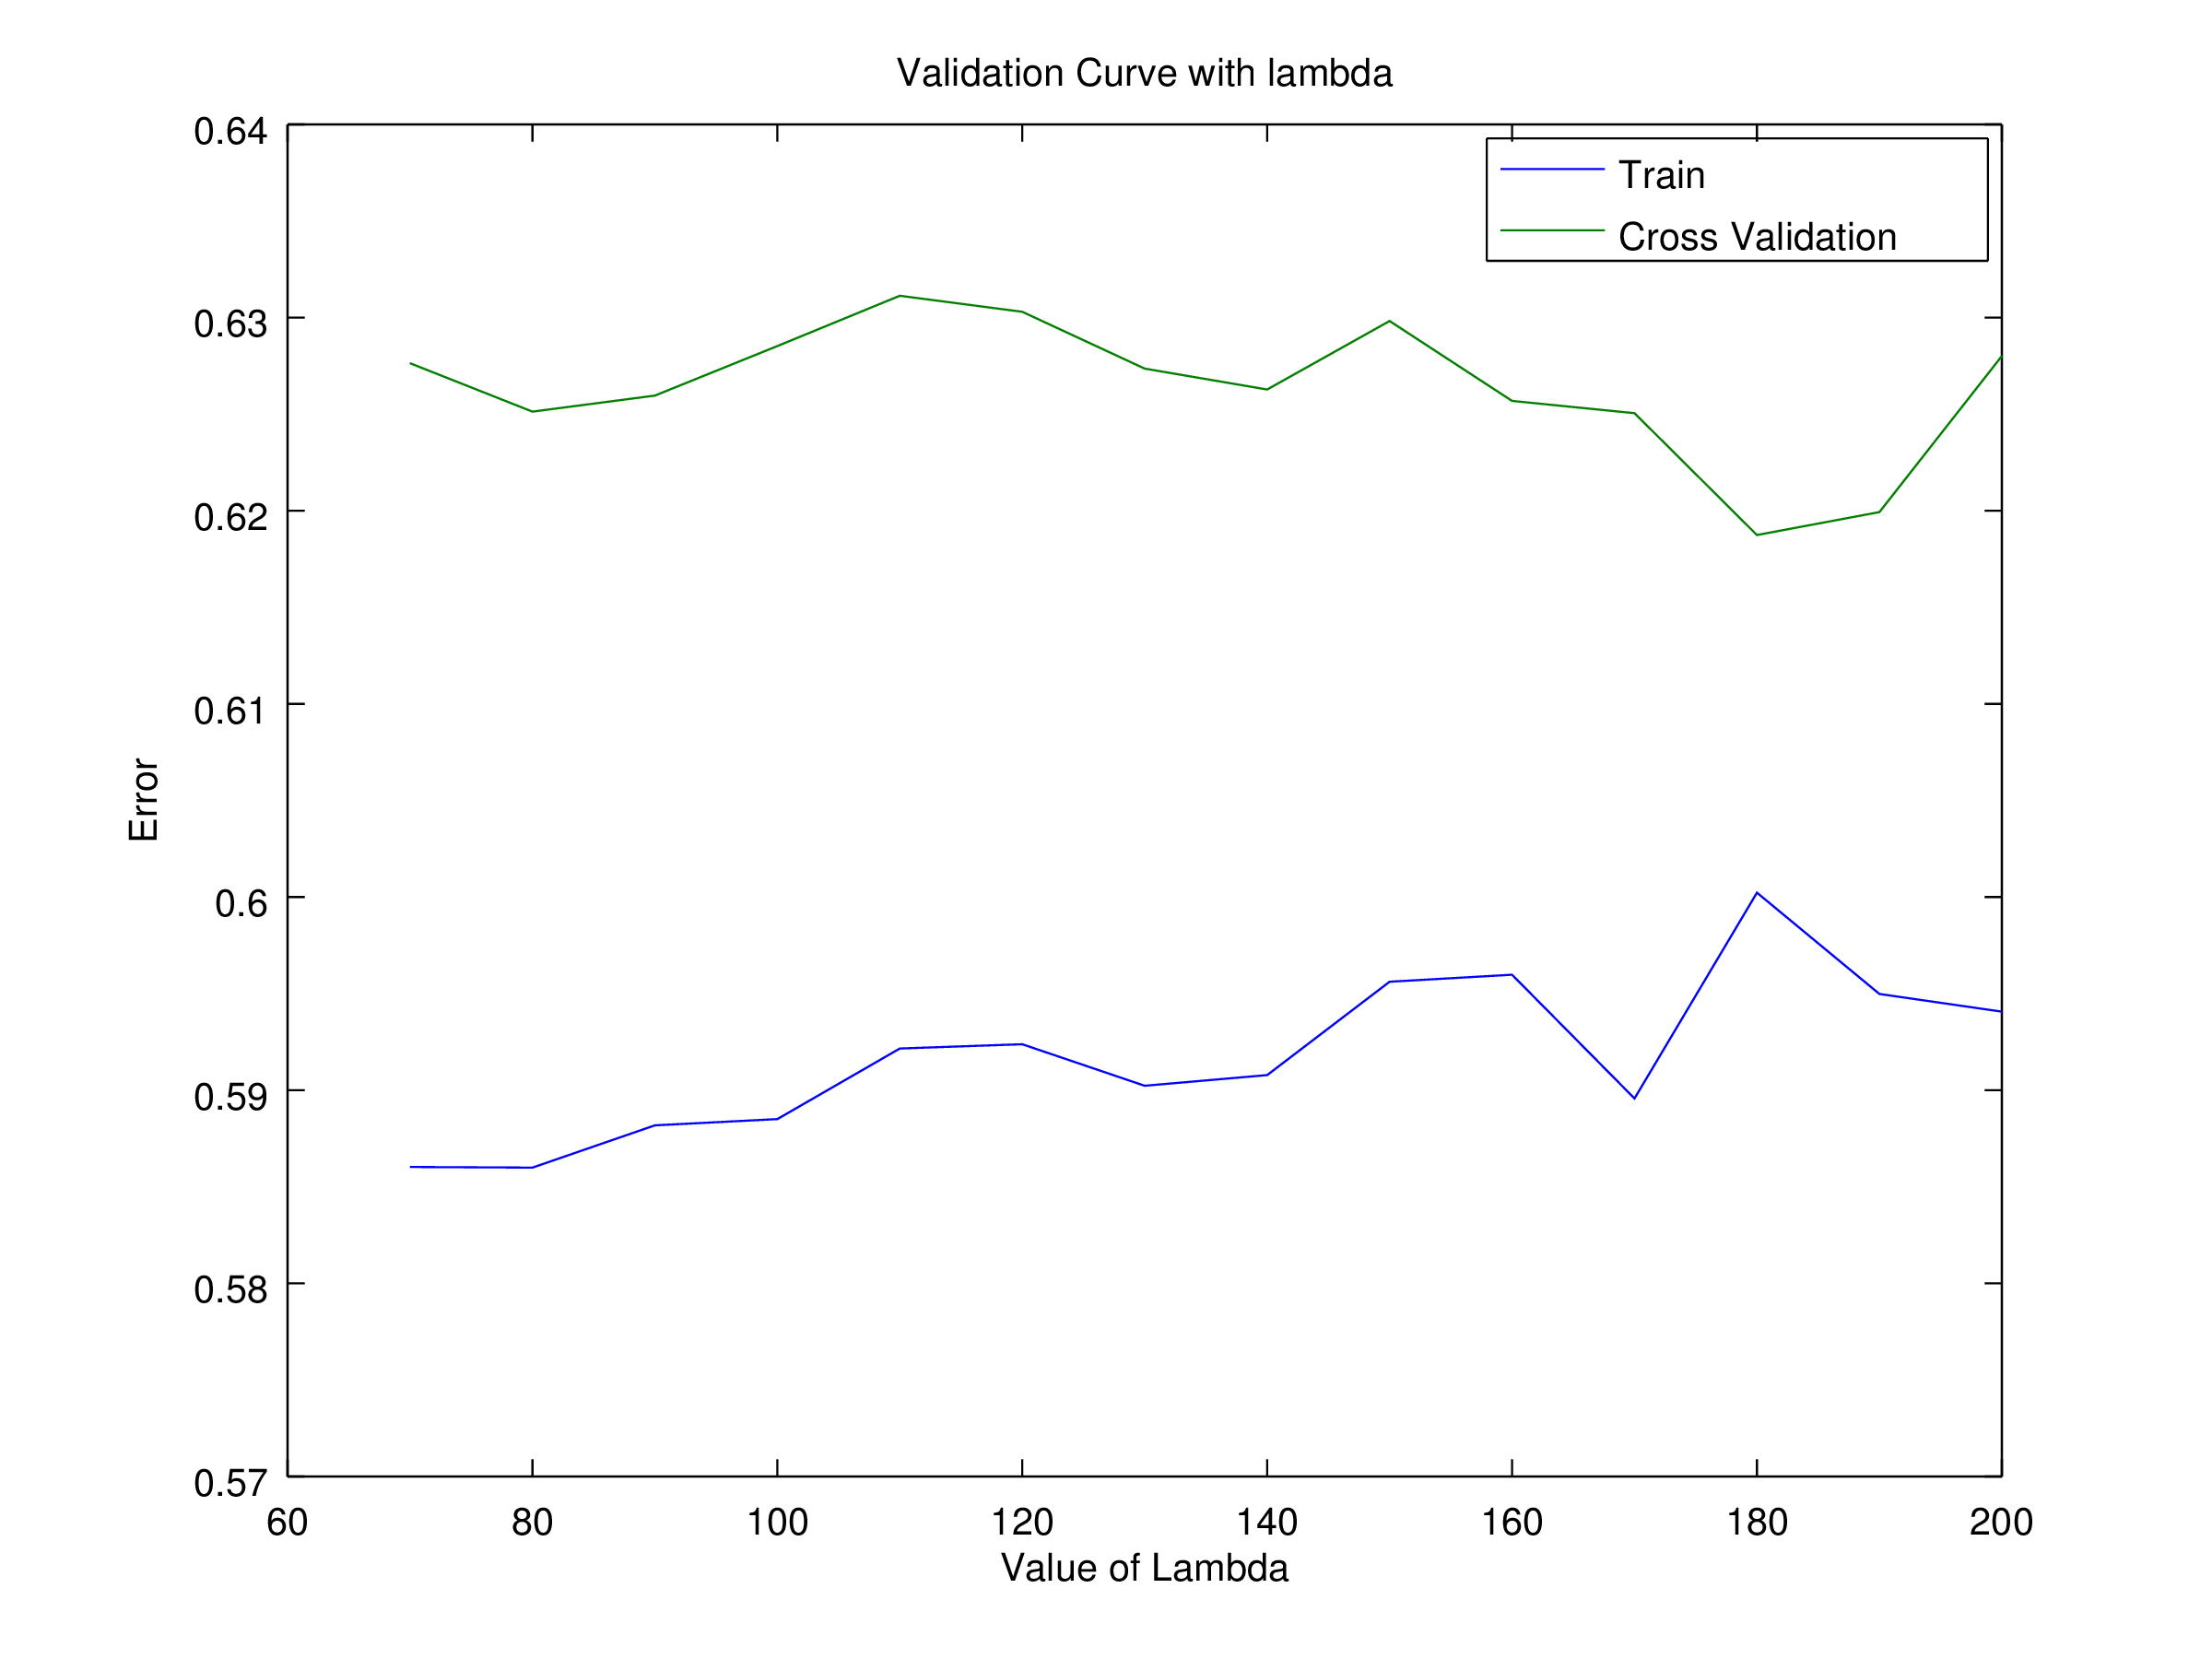 Validation Curve with lambda
Train
Cross Validation
0.64
0.63
0.62
0.61
0.6
0.59
0.58
0.57
Error
60 80 100 120 140 160 180 200
Value of Lambda